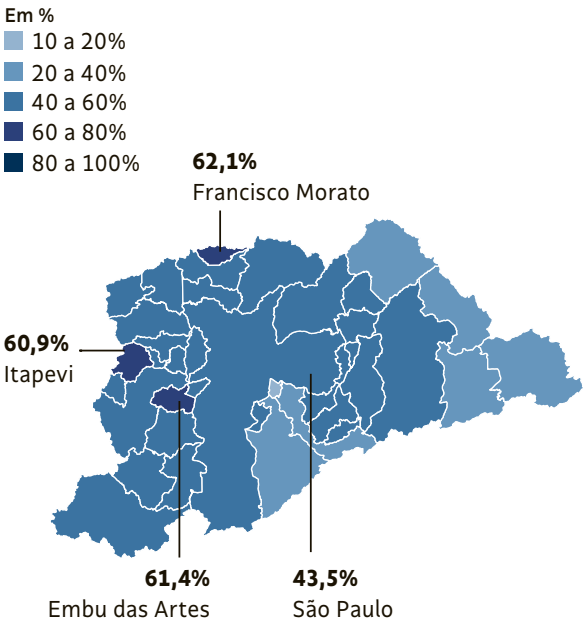 Em %
10 a 20%
20 a 40%
40 a 60%
60 a 80%
80 a 100%
62,1%
Francisco Morato
60,9%
Itapevi
61,4%
Embu das Artes
43,5%
São Paulo